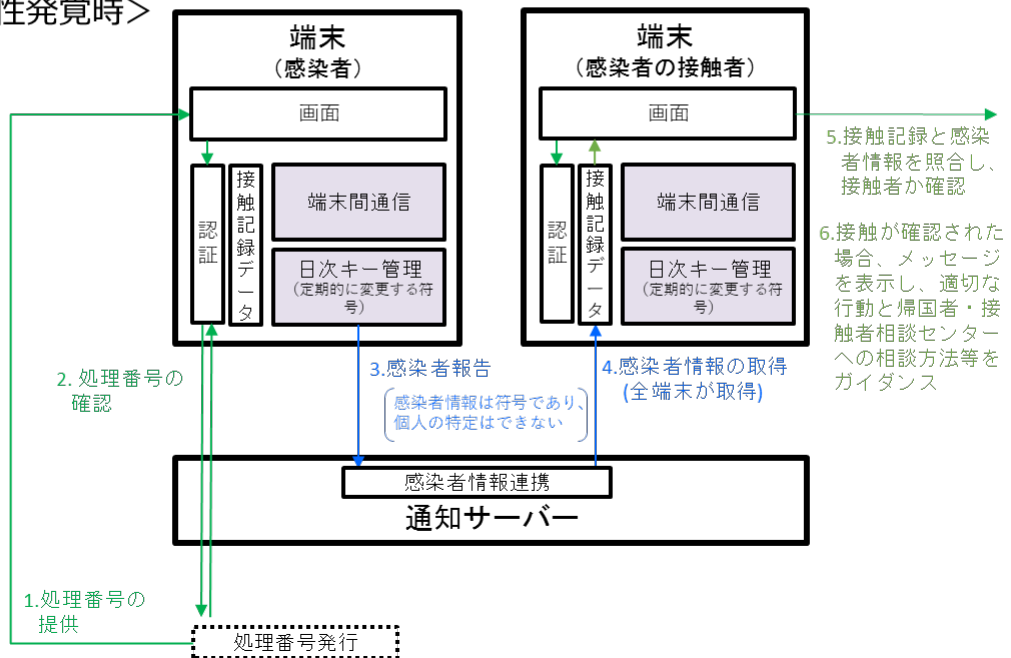 性発覚時＞
端末
（感染者）
画面
認証
接触記録データ
端末間通信
日次キー管理
（定期的に変更する符
号）
端末
（感染者の接触者）
画面
認証
接触記録データ
端末間通信
日次キー管理
（定期的に変更する符
号）
5.接触記録と感染
者情報を照合し、
接触者か確認
6.接触が確認された
場合、メッセージ
を表示し、適切な
行動と帰国者・接
触者相談センター
への相談方法等を
ガイダンス
2. 処理番号の
確認
3.感染者報告
感染者情報は符号であり、
個人の特定はできない
4.感染者情報の取得
(全端末が取得)
感染者情報連携
通知サーバー
1.処理番号の
提供
処理番号発行